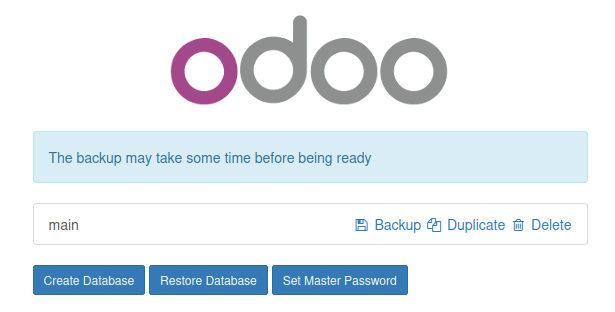 odoo
The backup may take some time before being ready
main Backup Duplicate Delete
Create Database Restore Database Set Master Password